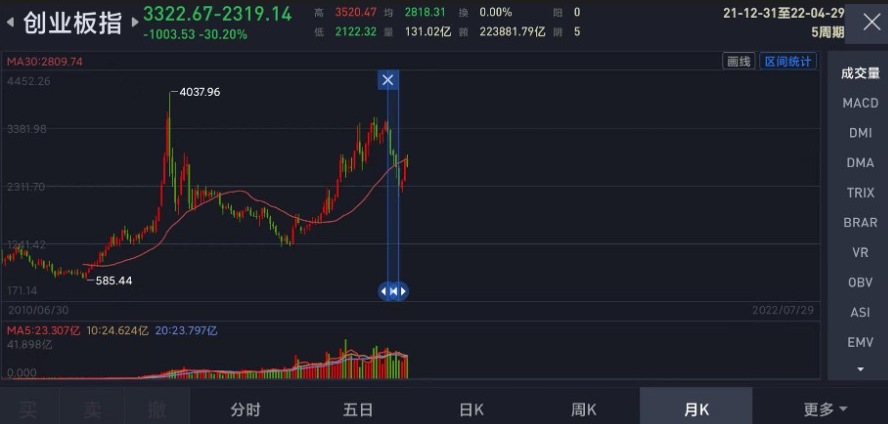 创业板指
3322.67-2319.14
-1003.53 -30.20%
高 3520.47 均 2818.31 换 0.00% 阳 0
低 2122.32 量 131.02亿 额 223881.79亿 阴 5
21-12-31至22-04-29
5周期
MA30:2809.74
画线 区间统计
4452.26
4037.96
3381.98
2311.70
1241.42
585.44
171.14
2010/06/30 2022/07/29
MA5:23.307亿 10:24.624亿 20:23.797亿
41.898亿
0.000
成交量
MACD
DMI
DMA
TRIX
BRAR
VR
OBV
ASI
EMV
买 卖 撤 分时 五日 日K 周K 月K 更多